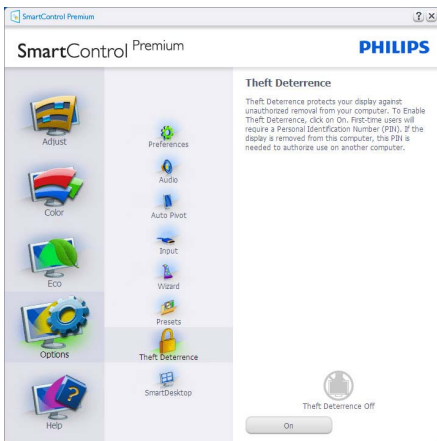 SmartControl Premium
SmartControl Premium
PHILIPS
Adjust
Color
Eco
Options
Help
Preferences
Audio
Auto Pivot
Input
Wizard
Presets
Theft Deterrence
SmartDesktop
Theft Deterrence
Theft Deterrence protects your display against
unauthorized removal from your computer. To Enable
Theft Deterrence, click on On. First-time users will
require a Personal Identification Number (PIN). If the
display is removed from this computer, this PIN is
needed to authorize use on another computer.
Theft Deterrence Off
On